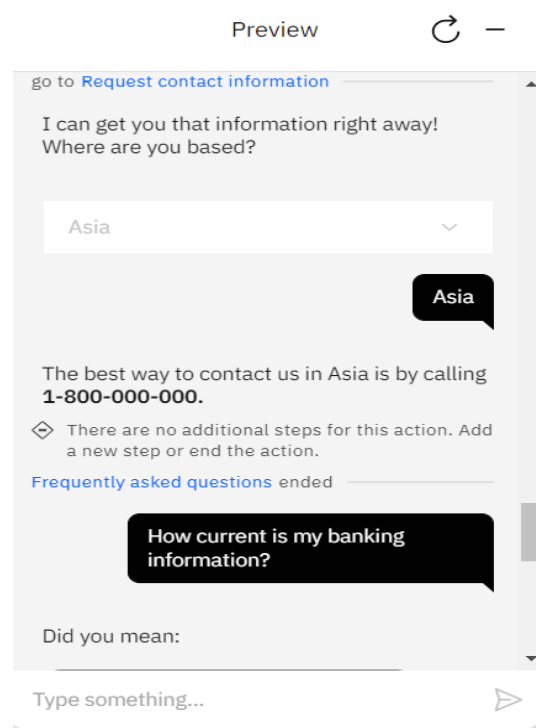 Preview
go to Request contact information
I can get you that information right away!
Where are you based?
Asia
Asia
The best way to contact us in Asia is by calling
1-800-000-000.
There are no additional steps for this action. Add
a new step or end the action.
Frequently asked questions ended
How current is my banking
information?
Did you mean:
Type something...